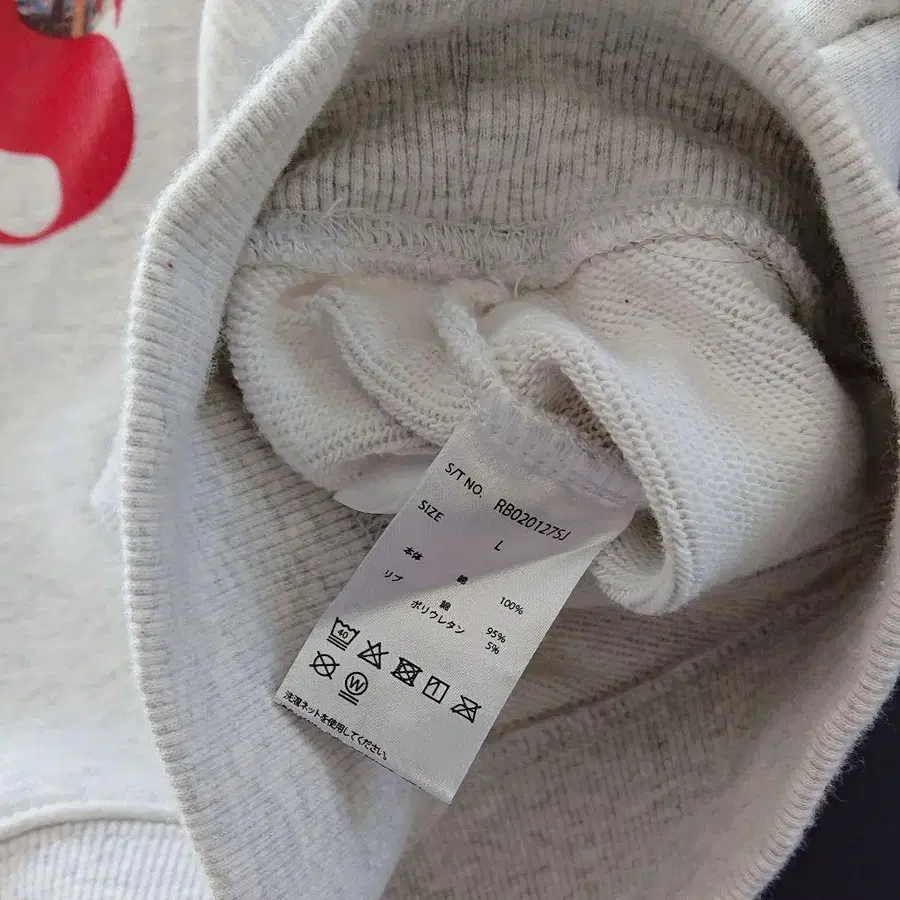 S/T NO. RB020127SJ
SIZE L
本体 綿 100%
リブ 綿 95%
ポリウレタン 5%
40
W
洗濯ネットを使用してください。